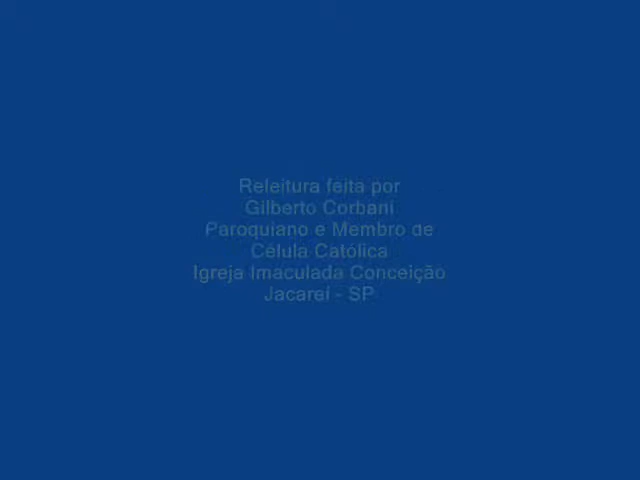 Releitura feita por
Gilberto Corbani
Paroquiano e Membro de
Célula Católica
Igreja Imaculada Conceição
Jacareí - SP